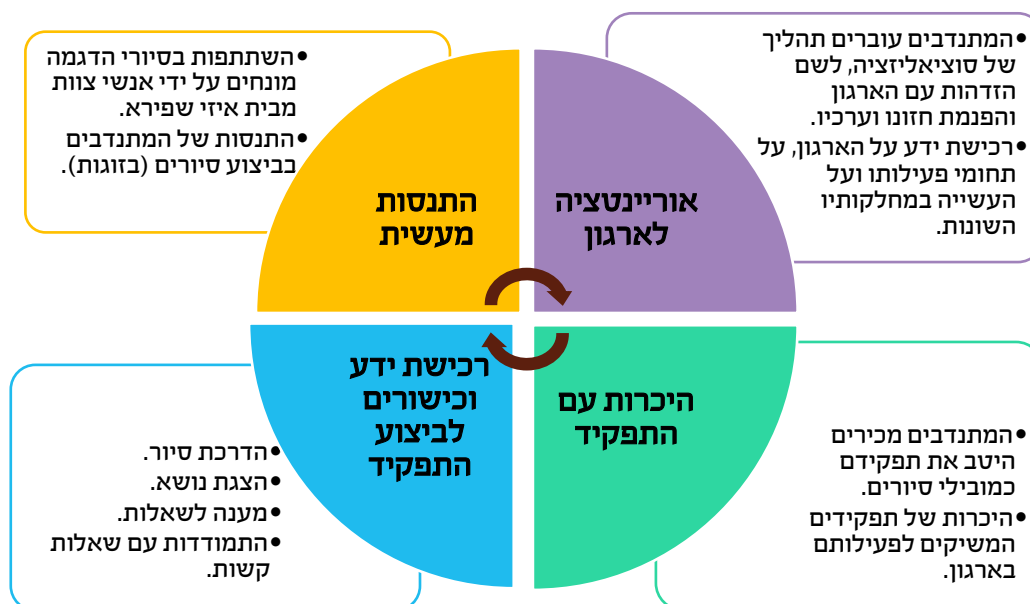 •המתנדבים עוברים תהליך
של סוציאליזציה, לשם
הזדהות עם הארגון
והפנמת חזונו וערכיו.
•רכישת ידע על הארגון, על
תחומי פעילותו ועל
העשייה במחלקותיו
השונות.
אוריינטציה
לארגון
•השתתפות בסיורי הדגמה
מונחים על ידי אנשי צוות
מבית איזי שפירא.
•התנסות של המתנדבים
בביצוע סיורים (בזוגות).
התנסות
מעשית
היכרות עם
התפקיד
•המתנדבים מכירים
היטב את תפקידם
כמובילי סיורים.
•היכרות של תפקידים
המשיקים לפעילותם
בארגון.
רכישת ידע
וכישורים
לביצוע
התפקיד
•הדרכת סיור.
•הצגת נושא.
•מענה לשאלות.
•התמודדות עם שאלות
קשות.